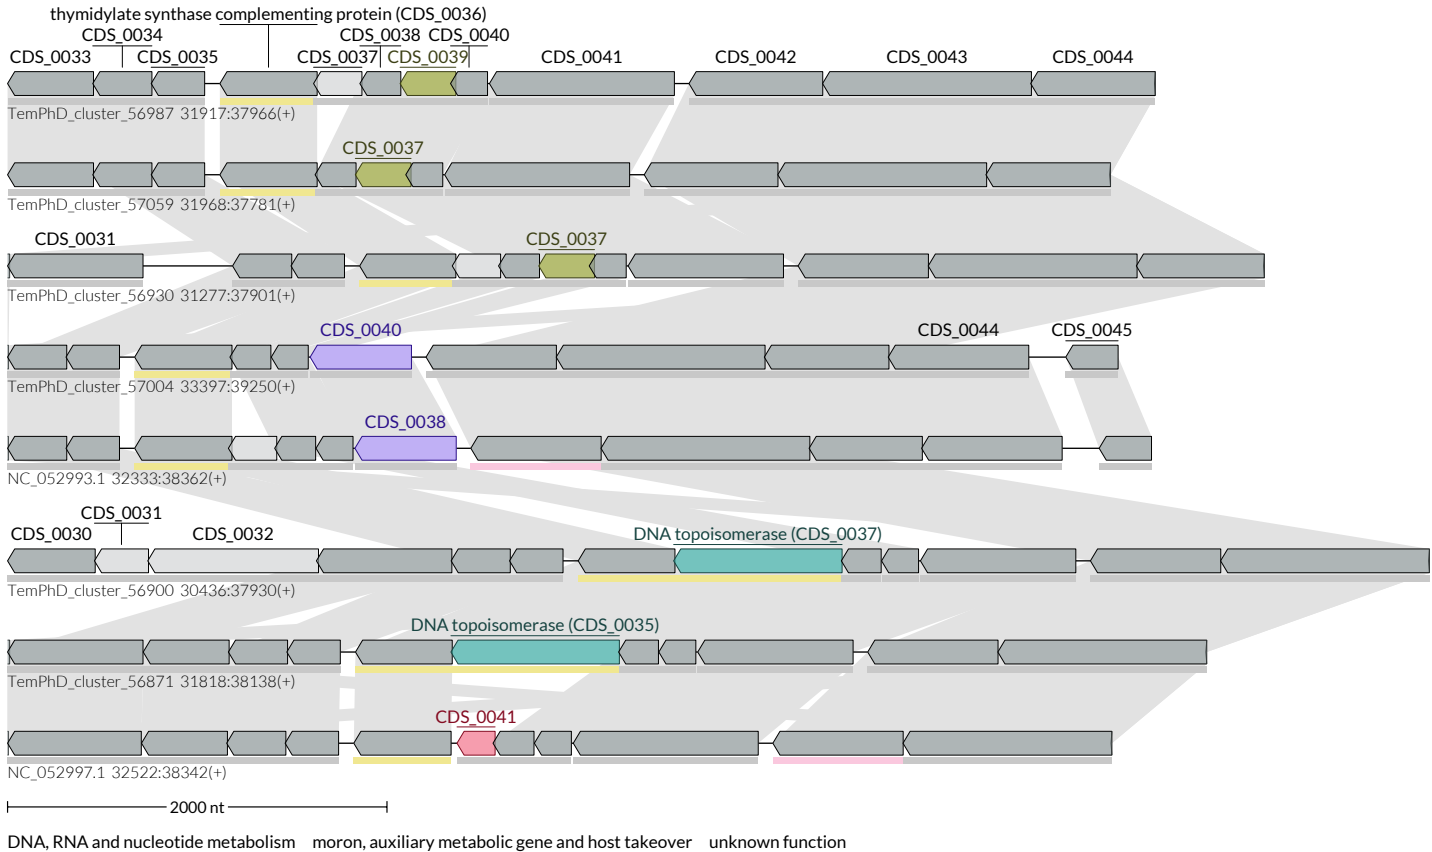 thymidylate synthase complementing protein (CDS_0036)
CDS_0034 CDS_0038 CDS_0040
CDS_0033 CDS_0035 CDS_0037 CDS_0039 CDS_0041 CDS_0042 CDS_0043 CDS_0044
TemPhD_cluster_56987 31917:37966(+)
CDS_0037
TemPhD_cluster_57059 31968:37781(+)
CDS_0031 CDS_0037
TemPhD_cluster_56930 31277:37901(+)
CDS_0040 CDS_0044 CDS_0045
TemPhD_cluster_57004 33397:39250(+)
CDS_0038
NC_052993.1 32333:38362(+)
CDS_0031
CDS_0030 CDS_0032 DNA topoisomerase (CDS_0037)
TemPhD_cluster_56900 30436:37930(+)
DNA topoisomerase (CDS_0035)
TemPhD_cluster_56871 31818:38138(+)
CDS_0041
NC_052997.1 32522:38342(+)
2000 nt
DNA, RNA and nucleotide metabolism moron, auxiliary metabolic gene and host takeover unknown function